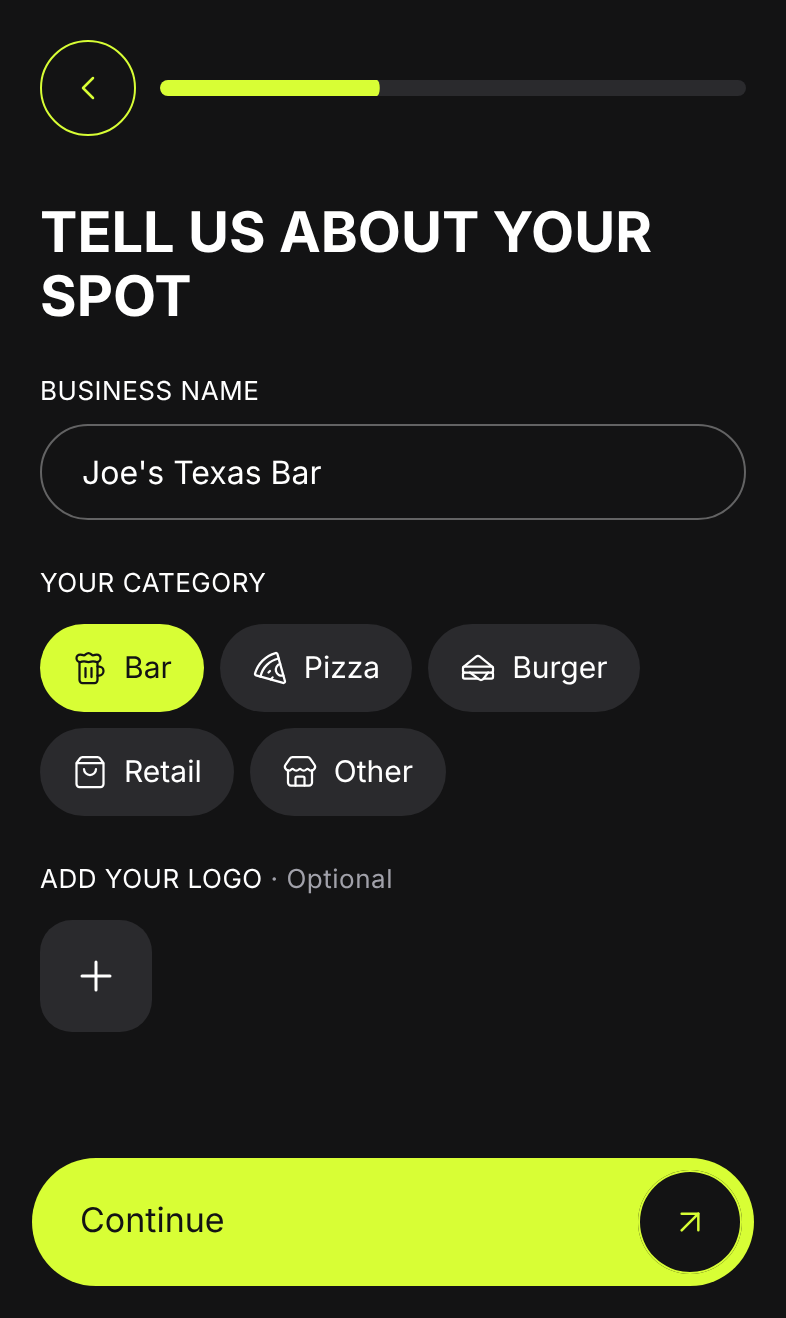 TELL US ABOUT YOUR
SPOT
BUSINESS NAME
Joe's Texas Bar
YOUR CATEGORY
Bar
Pizza
Burger
Retail
Other
ADD YOUR LOGO · Optional
Continue